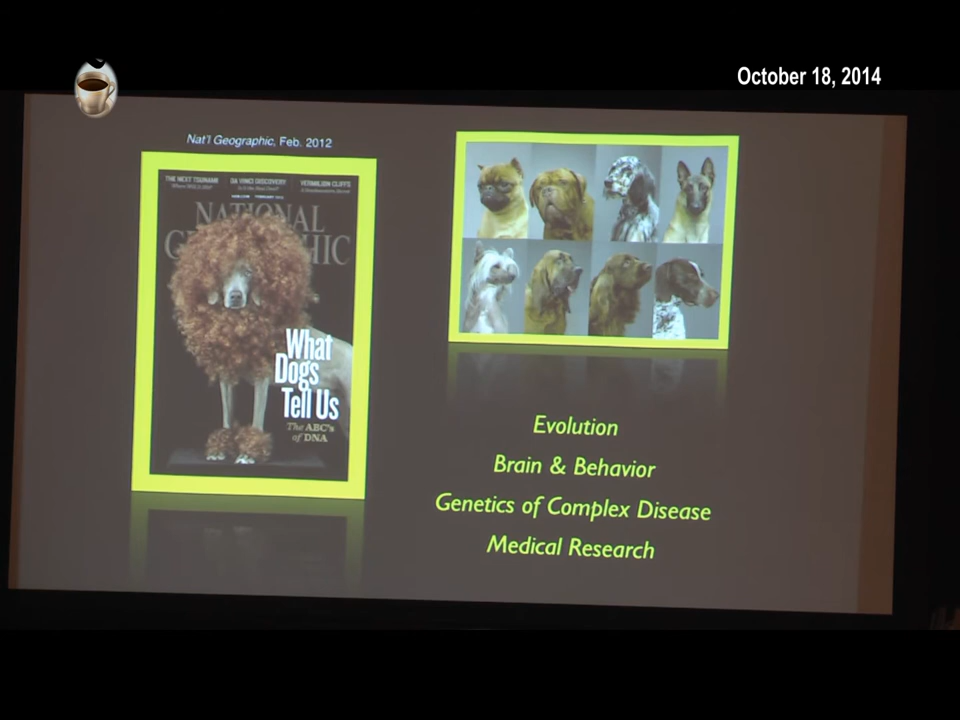 October 18, 2014
Nat'l Geographic, Feb. 2012
THE NEXT TSUNAMI
DA VINCI DISCOVERY
VERMILION CLIFFS
NATIONAL
GEOGRAPHIC
What
Dogs
Tell Us
The ABC's
of DNA
Evolution
Brain & Behavior
Genetics of Complex Disease
Medical Research